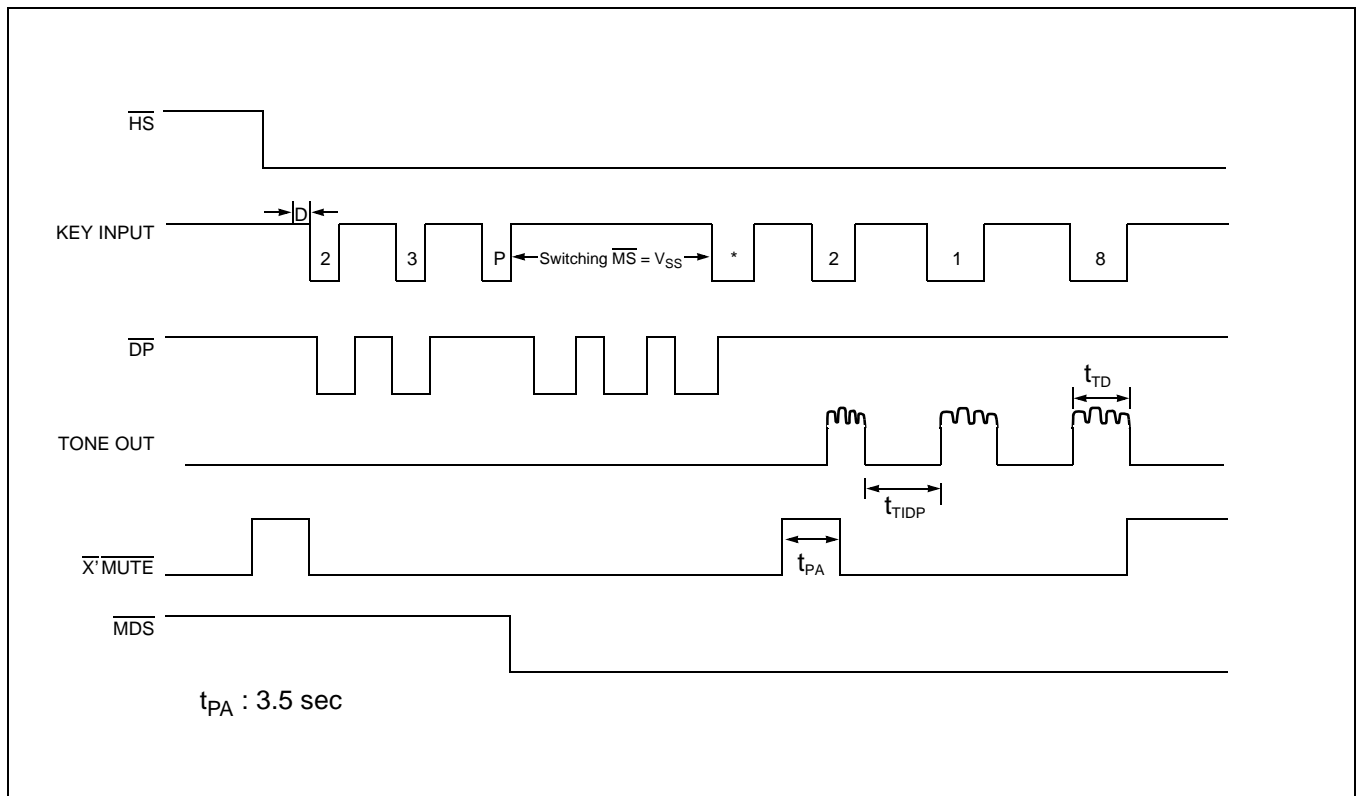 HS
D
KEY INPUT
2 3 P Switching MS = VSS * 2 1 8
DP
tTD
TONE OUT
tTIDP
X'MUTE
tPA
MDS
tPA : 3.5 sec